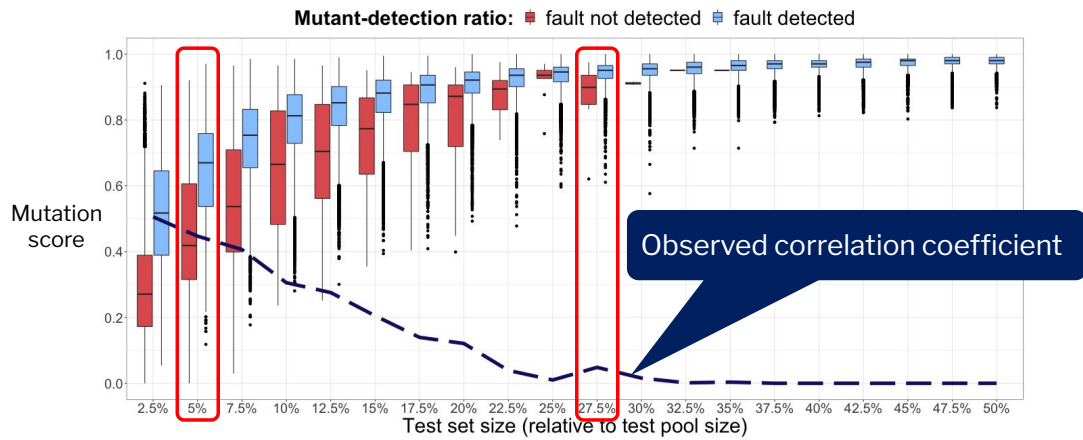 Mutant-detection ratio: fault not detected fault detected
1.0
0.8
0.6
0.4
0.2
0.0
Mutation
score
Observed correlation coefficient
2.5% 5% 7.5% 10% 12.5% 15% 17.5% 20% 22.5% 25% 27.5% 30% 32.5% 35% 37.5% 40% 42.5% 45% 47.5% 50%
Test set size (relative to test pool size)